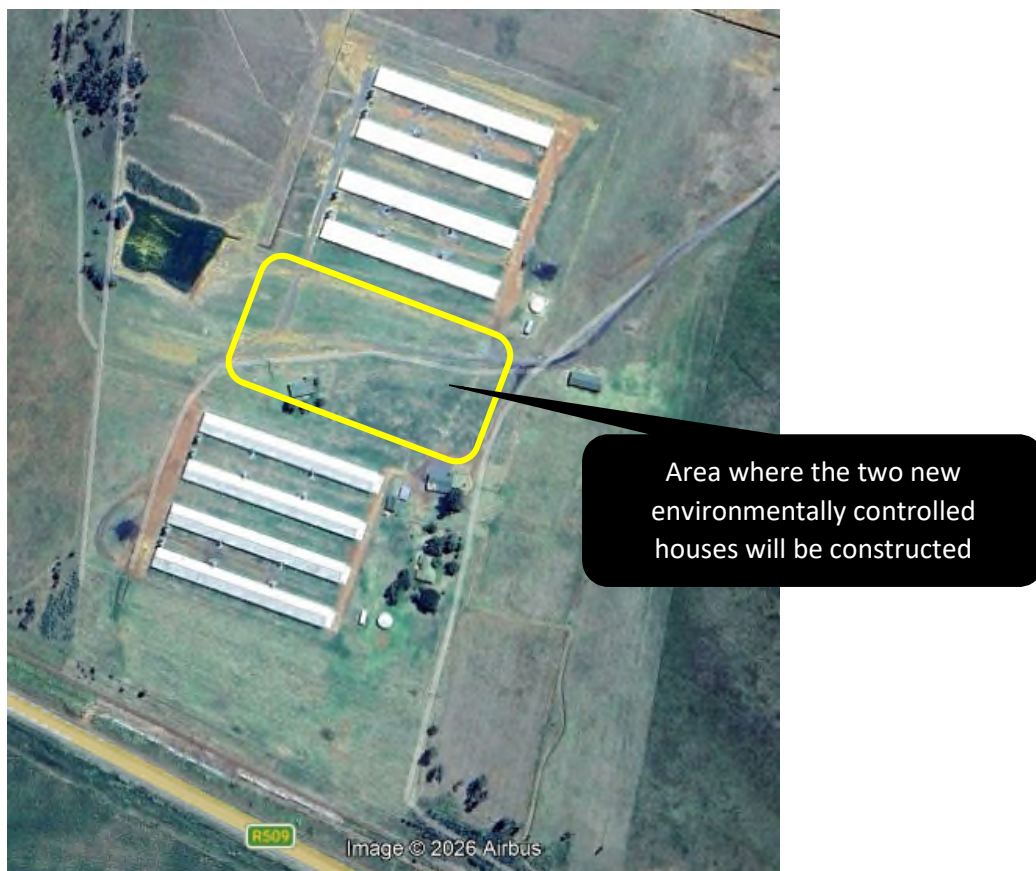 Area where the two new
environmentally controlled
houses will be constructed
R509
Image © 2026 Airbus